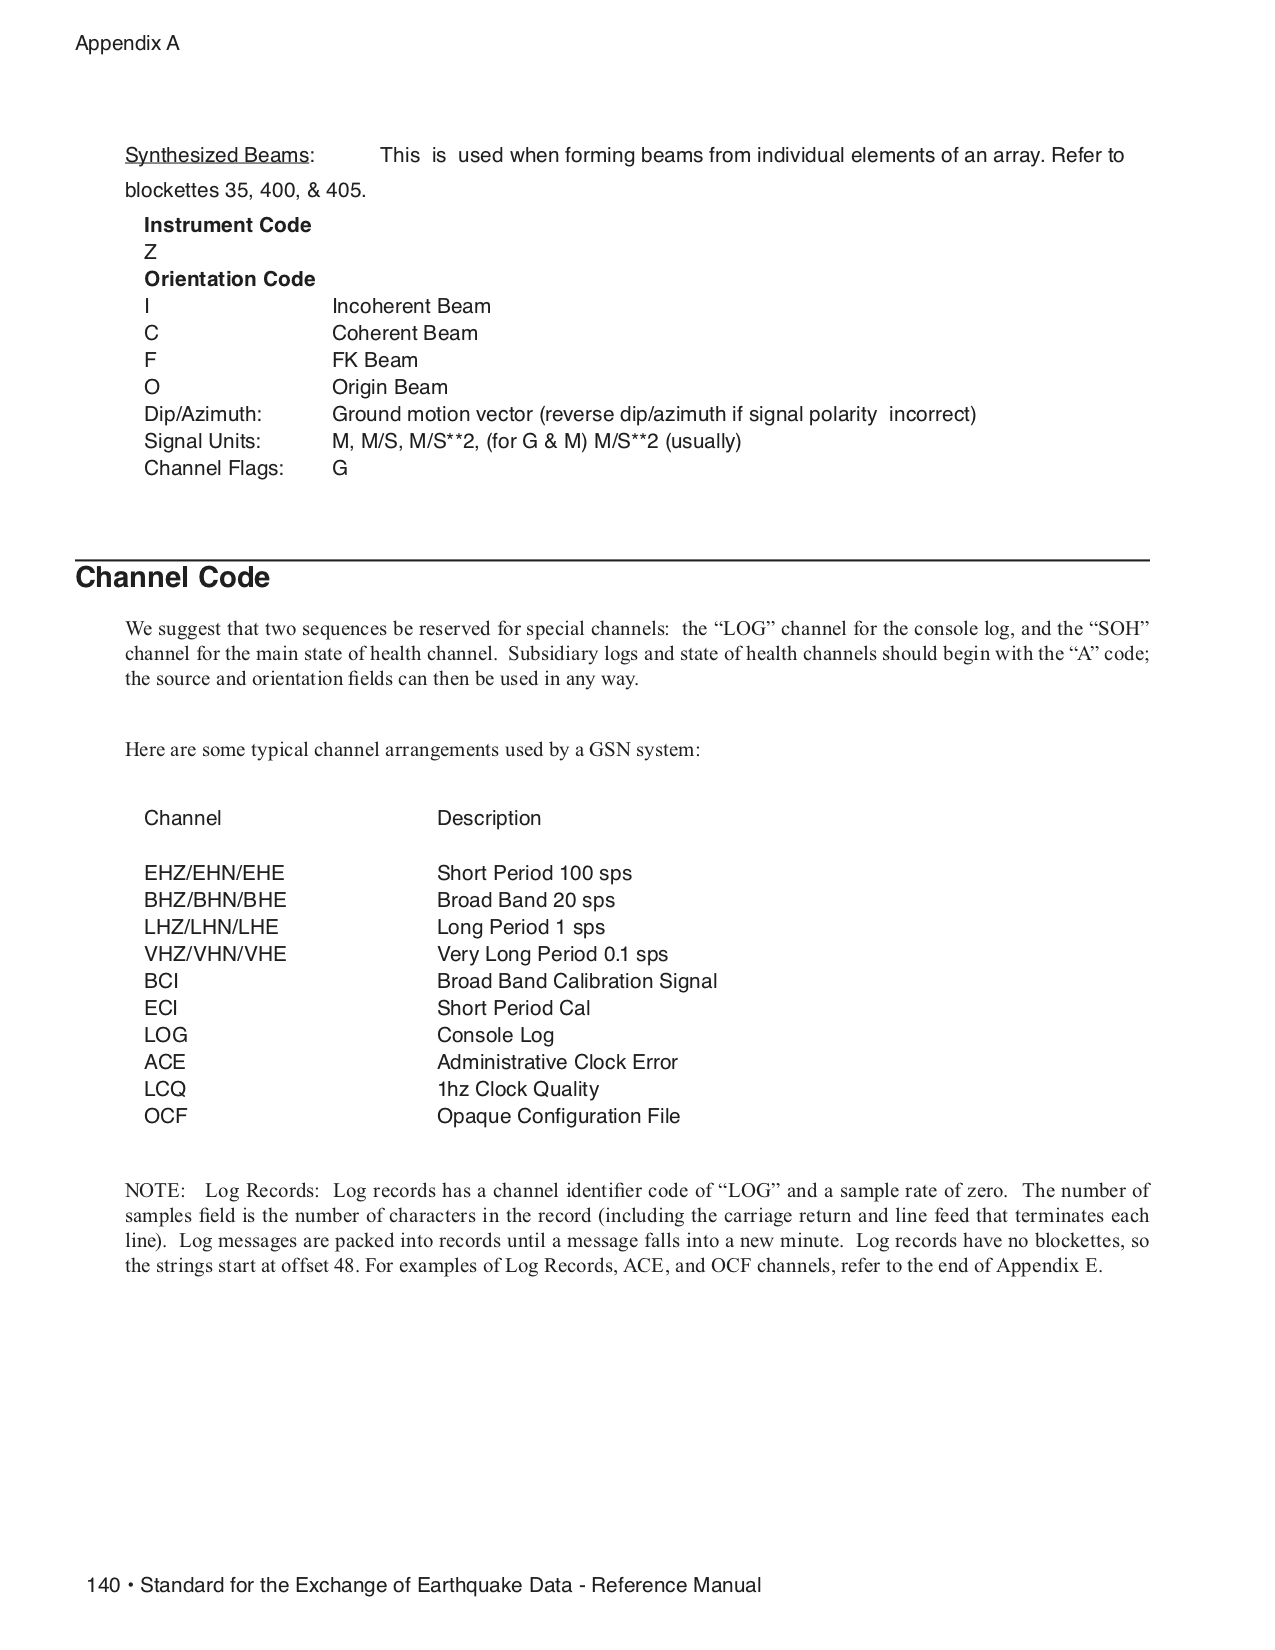 Appendix A
Synthesized Beams: This is used when forming beams from individual elements of an array. Refer to
blockettes 35, 400, & 405.
Instrument Code
Z
Orientation Code
I Incoherent Beam
C Coherent Beam
F FK Beam
O Origin Beam
Dip/Azimuth: Ground motion vector (reverse dip/azimuth if signal polarity incorrect)
Signal Units: M, M/S, M/S**2, (for G & M) M/S**2 (usually)
Channel Flags: G
Channel Code
We suggest that two sequences be reserved for special channels: the “LOG” channel for the console log, and the “SOH”
channel for the main state of health channel. Subsidiary logs and state of health channels should begin with the “A” code;
the source and orientation fields can then be used in any way.
Here are some typical channel arrangements used by a GSN system:
Channel Description
EHZ/EHN/EHE Short Period 100 sps
BHZ/BHN/BHE Broad Band 20 sps
LHZ/LHN/LHE Long Period 1 sps
VHZ/VHN/VHE Very Long Period 0.1 sps
BCI Broad Band Calibration Signal
ECI Short Period Cal
LOG Console Log
ACE Administrative Clock Error
LCQ 1hz Clock Quality
OCF Opaque Configuration File
NOTE: Log Records: Log records has a channel identifier code of “LOG” and a sample rate of zero. The number of
samples field is the number of characters in the record (including the carriage return and line feed that terminates each
line). Log messages are packed into records until a message falls into a new minute. Log records have no blockettes, so
the strings start at offset 48. For examples of Log Records, ACE, and OCF channels, refer to the end of Appendix E.
140 • Standard for the Exchange of Earthquake Data - Reference Manual